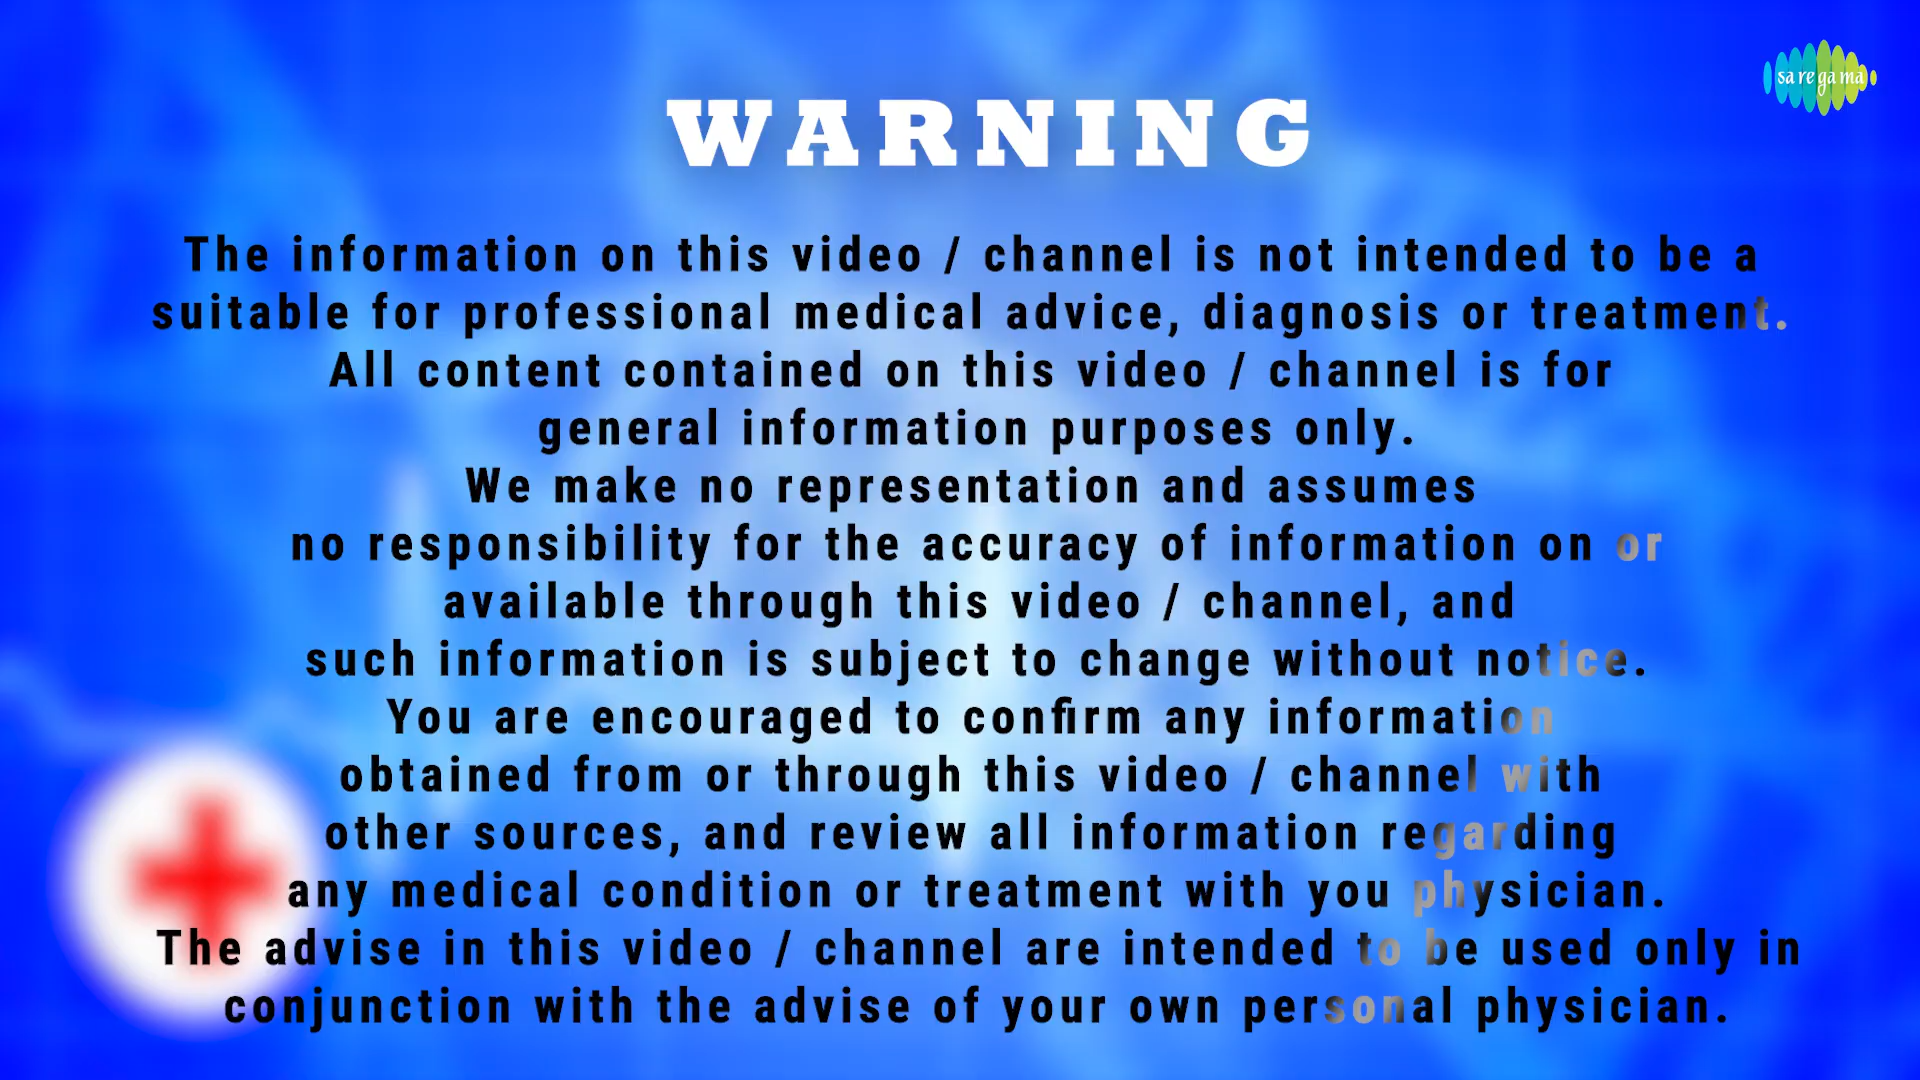 sa re ga ma
WARNING
The information on this video / channel is not intended to be a
suitable for professional medical advice, diagnosis or treatment.
All content contained on this video / channel is for
general information purposes only.
We make no representation and assumes
no responsibility for the accuracy of information on or
available through this video / channel, and
such information is subject to change without notice.
You are encouraged to confirm any information
obtained from or through this video / channel with
other sources, and review all information regarding
any medical condition or treatment with you physician.
The advise in this video / channel are intended to be used only in
conjunction with the advise of your own personal physician.